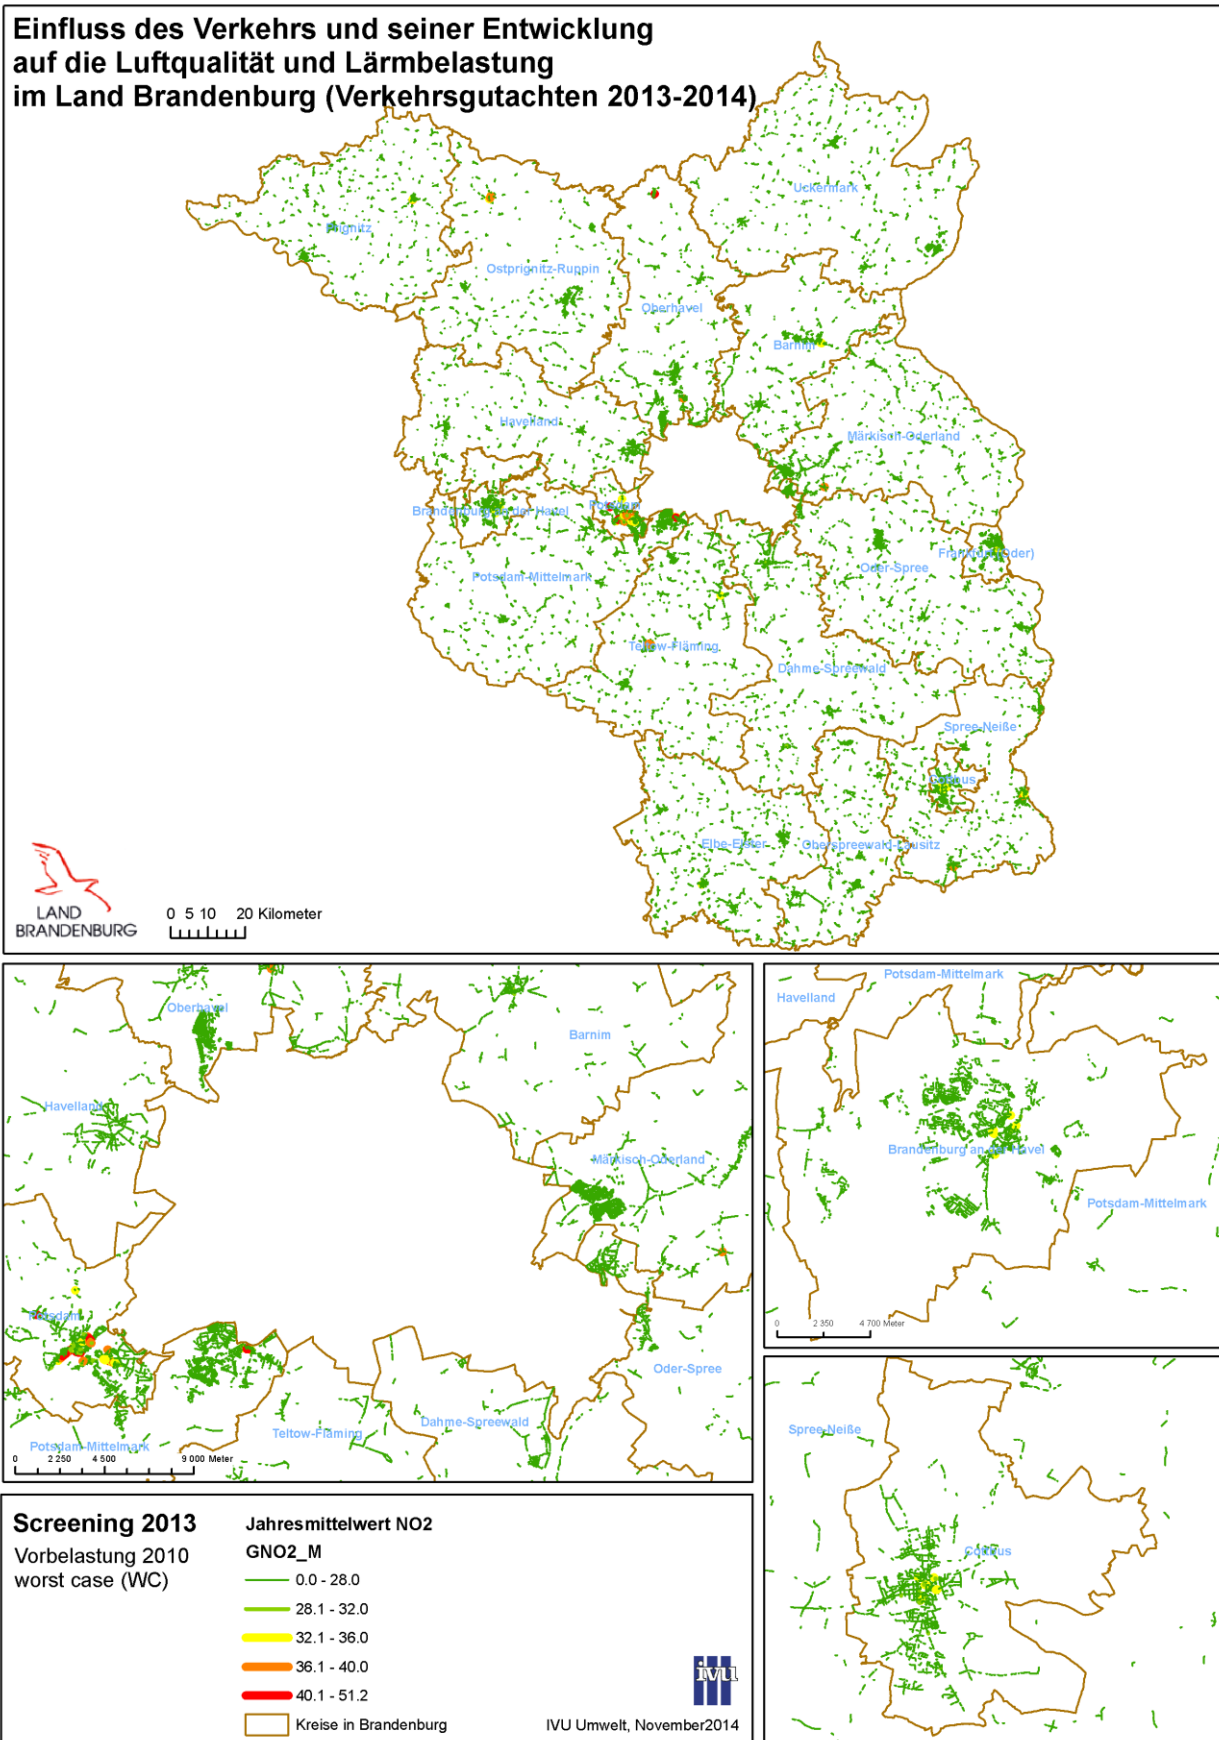 Einfluss des Verkehrs und seiner Entwicklung
auf die Luftqualität und Lärmbelastung
im Land Brandenburg (Verkehrsgutachten 2013-2014)
Uckermark
Prignitz
Ostprignitz-Ruppin
Oberhavel
Barnim
Havelland
Märkisch-Oderland
Brandenburg an der Havel
Potsdam
Frankfurt (Oder)
Oder-Spree
Potsdam-Mittelmark
Teltow-Fläming
Dahme-Spreewald
Spree-Neiße
Cottbus
Elbe-Elster
Oberspreewald-Lausitz
LAND
BRANDENBURG
0 5 10 20 Kilometer
Oberhavel
Barnim
Havelland
Märkisch-Oderland
Potsdam
Oder-Spree
Dahme-Spreewald
Teltow-Fläming
Potsdam-Mittelmark
0 2 250 4 500 9 000 Meter
Potsdam-Mittelmark
Havelland
Brandenburg an der Havel
Potsdam-Mittelmark
0 2 350 4 700 Meter
Spree-Neiße
Cottbus
Screening 2013
Vorbelastung 2010
worst case (WC)
Jahresmittelwert NO2
GNO2_M
0.0 - 28.0
28.1 - 32.0
32.1 - 36.0
36.1 - 40.0
40.1 - 51.2
Kreise in Brandenburg
ivu
IVU Umwelt, November2014